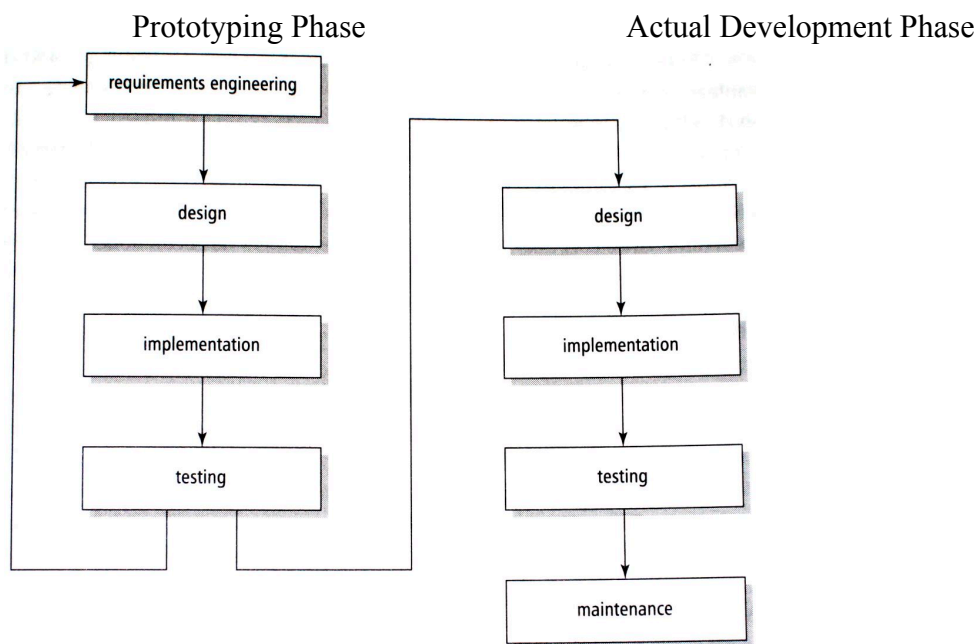 Prototyping Phase
Actual Development Phase
requirements engineering
design
implementation
testing
design
implementation
testing
maintenance